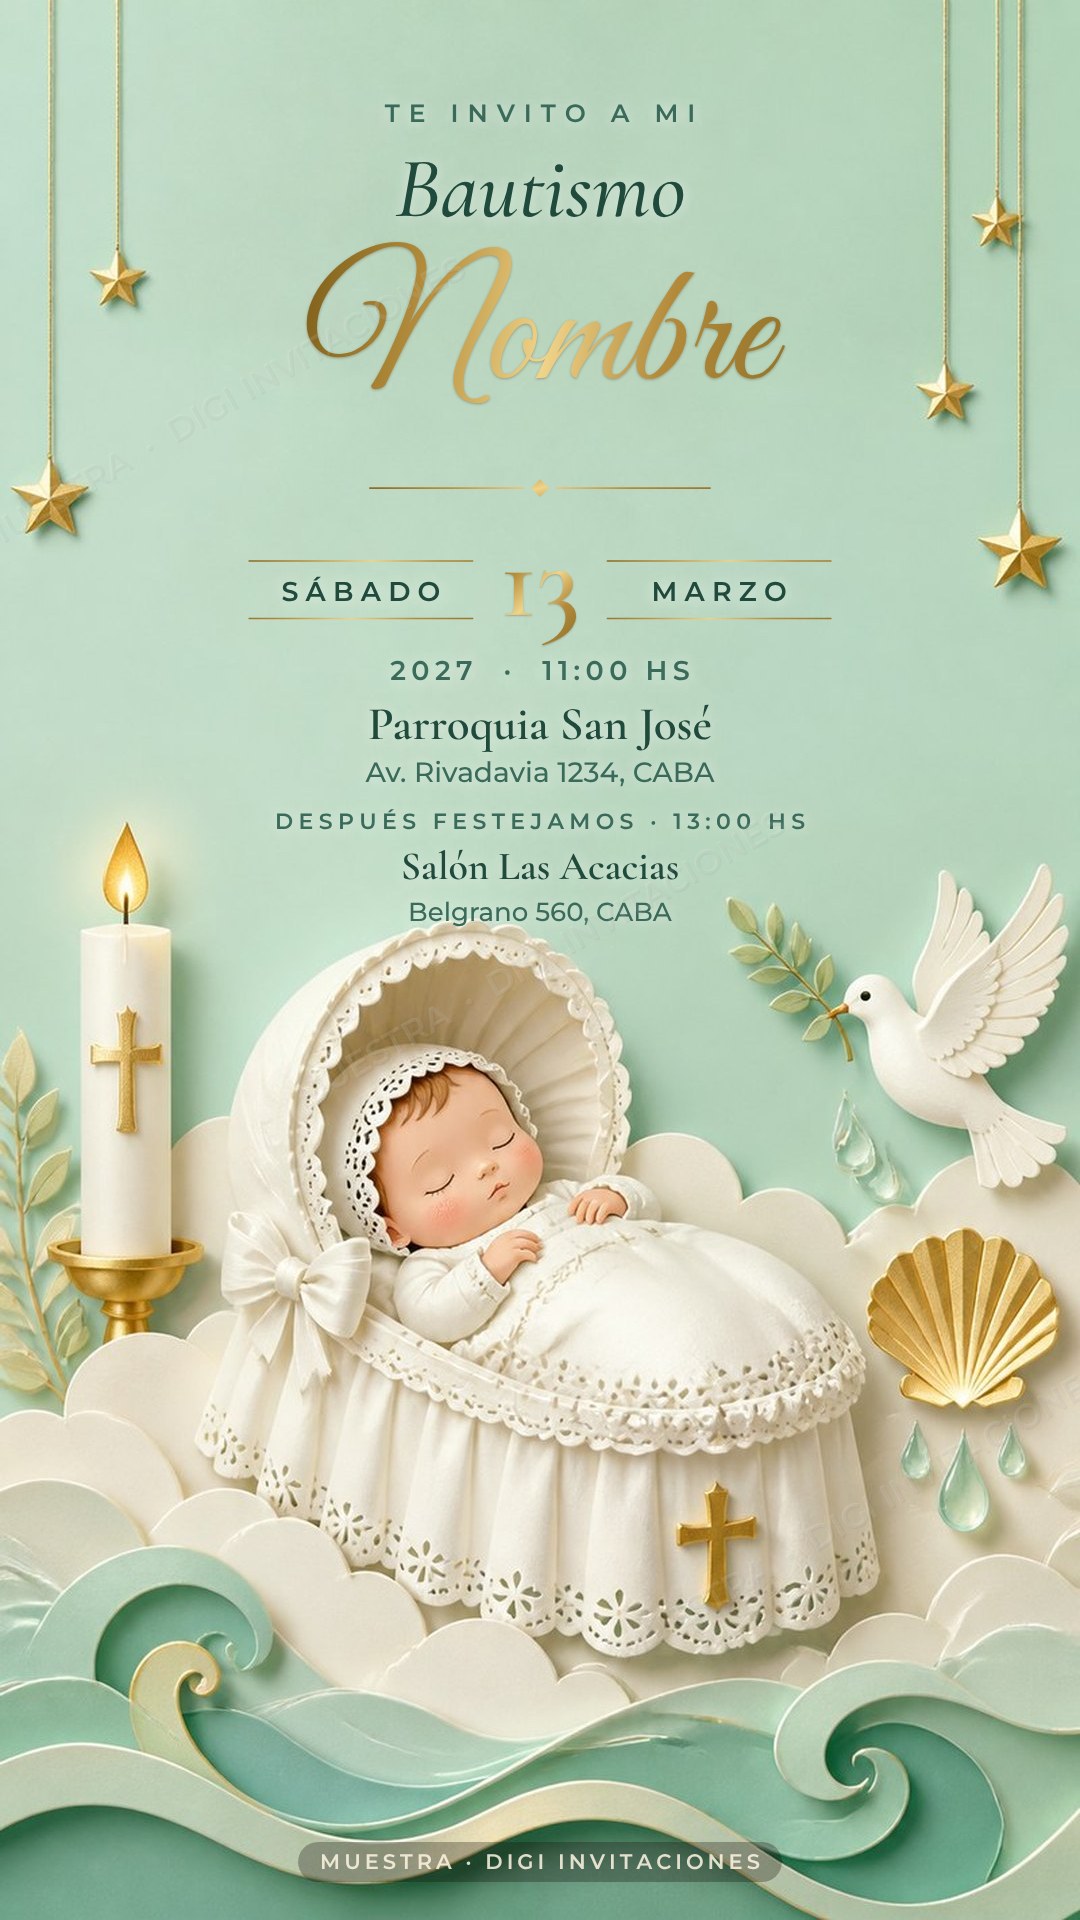 TE INVITO A MI
Bautismo
Nombre
SÁBADO 13 MARZO
2027 · 11:00 HS
Parroquia San José
Av. Rivadavia 1234, CABA
DESPUÉS FESTEJAMOS · 13:00 HS
Salón Las Acacias
Belgrano 560, CABA
MUESTRA · DIGI INVITACIONES